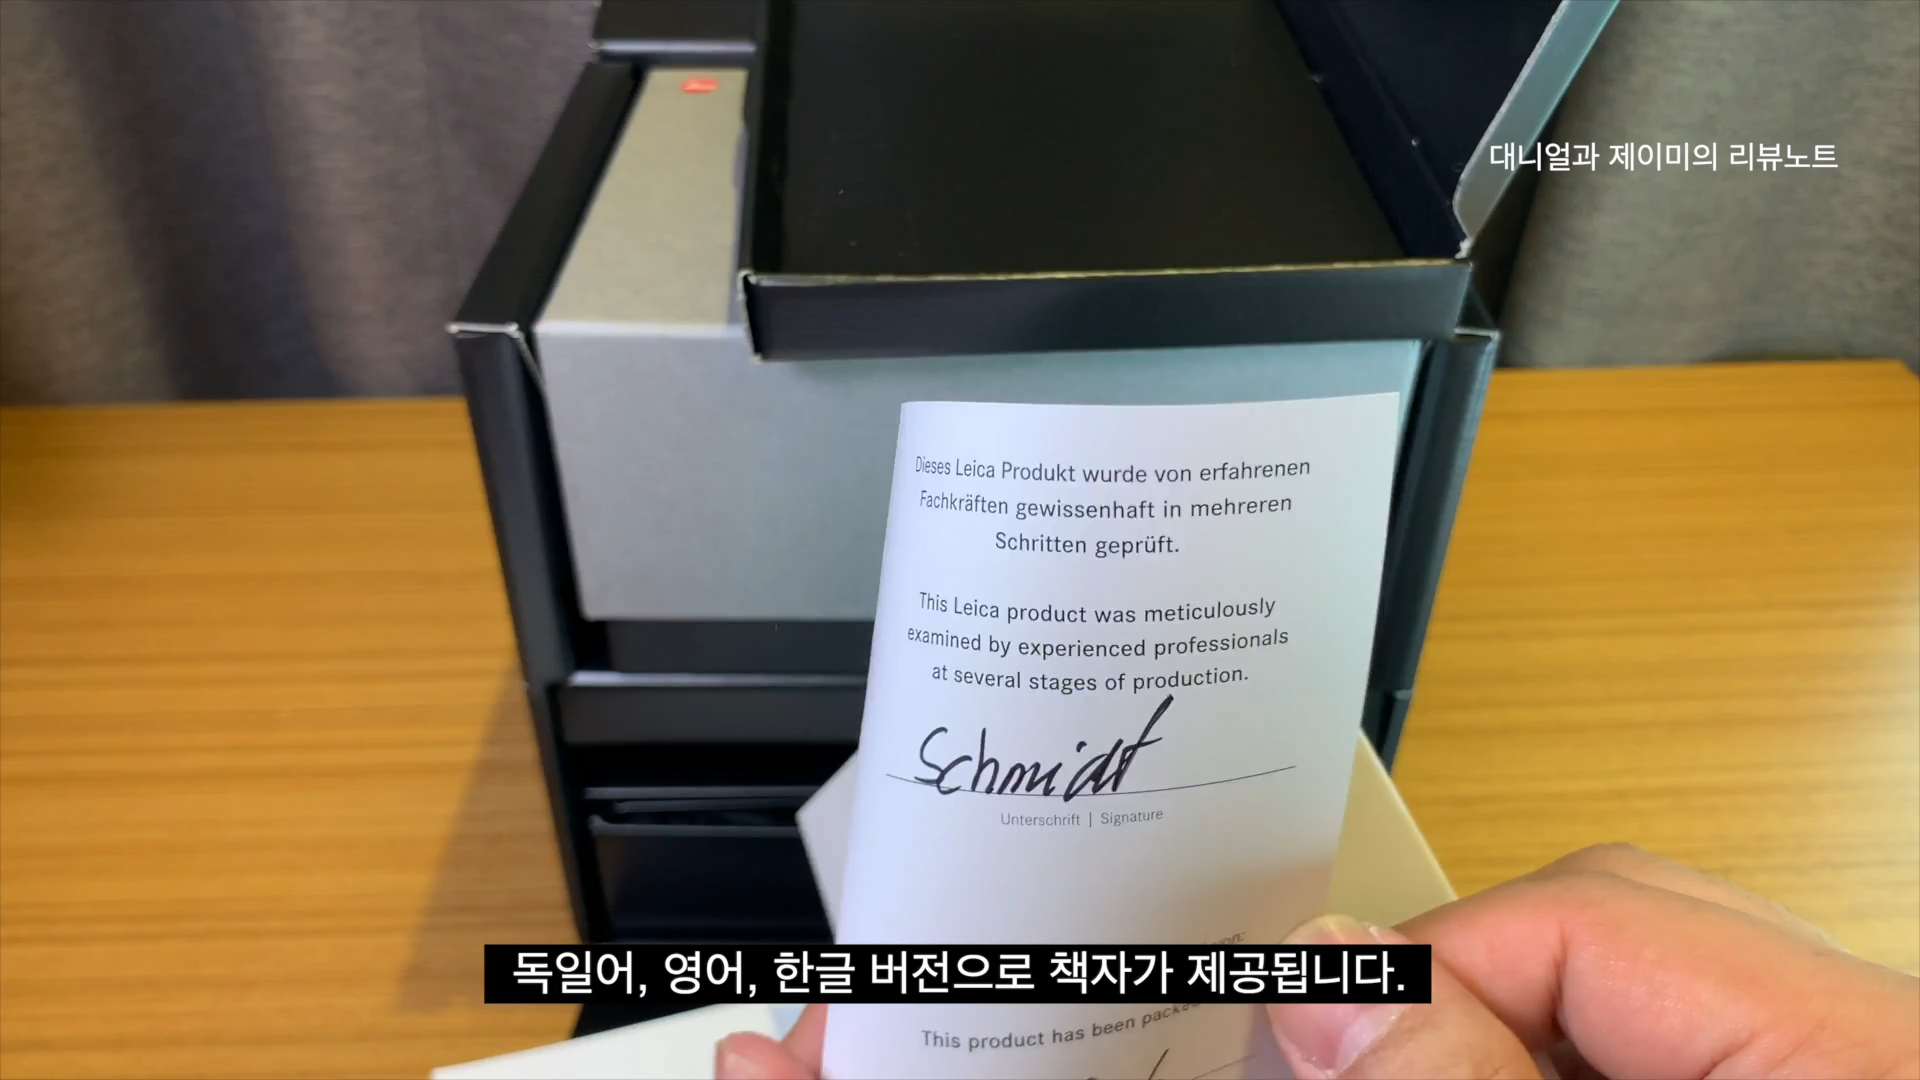 대니얼과 제이미의 리뷰노트
Dieses Leica Produkt wurde von erfahrenen
Fachkräften gewissenhaft in mehreren
Schritten geprüft.
This Leica product was meticulously
examined by experienced professionals
at several stages of production.
Schmidt
Unterschrift | Signature
독일어, 영어, 한글 버전으로 책자가 제공됩니다.
This product has been packed